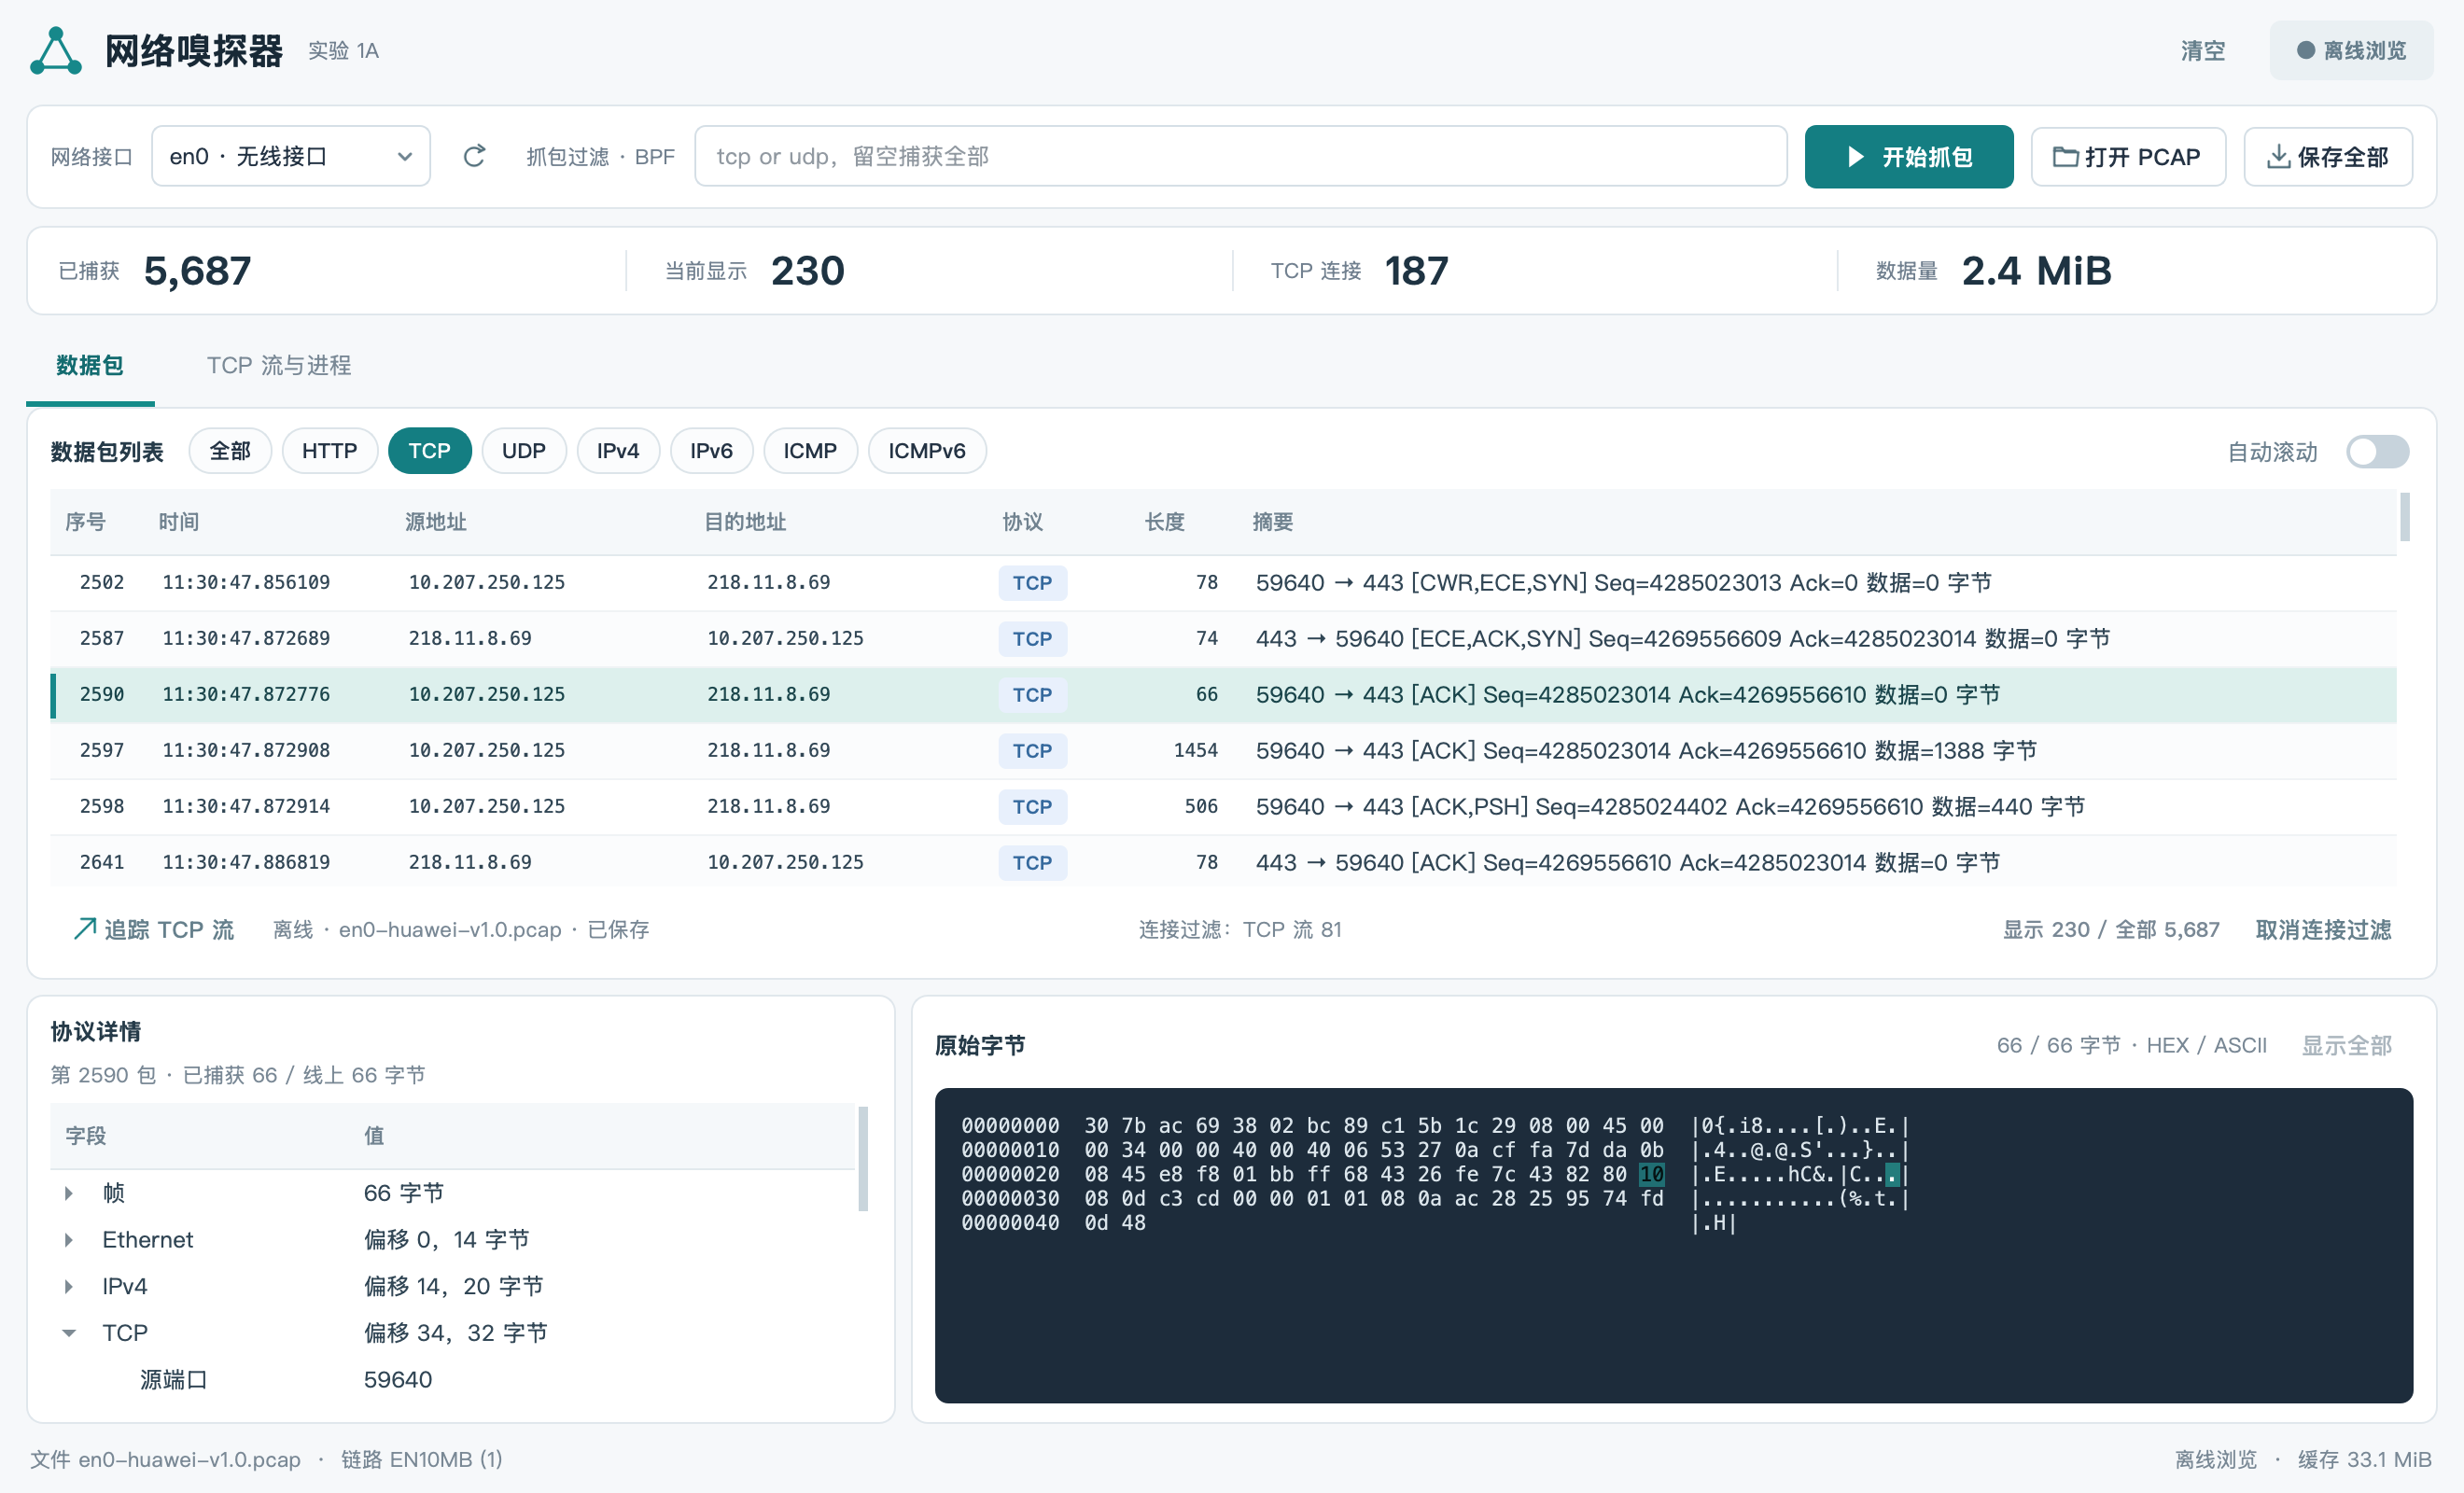 网络嗅探器 实验 1A 清空 离线浏览
网络接口 en0 · 无线接口 抓包过滤 · BPF tcp or udp，留空捕获全部 开始抓包 打开 PCAP 保存全部
已捕获 5,687 当前显示 230 TCP 连接 187 数据量 2.4 MiB
数据包 TCP 流与进程
数据包列表 全部 HTTP TCP UDP IPv4 IPv6 ICMP ICMPv6 自动滚动
序号 时间 源地址 目的地址 协议 长度 摘要
2502 11:30:47.856109 10.207.250.125 218.11.8.69 TCP 78 59640 → 443 [CWR,ECE,SYN] Seq=4285023013 Ack=0 数据=0 字节
2587 11:30:47.872689 218.11.8.69 10.207.250.125 TCP 74 443 → 59640 [ECE,ACK,SYN] Seq=4269556609 Ack=4285023014 数据=0 字节
2590 11:30:47.872776 10.207.250.125 218.11.8.69 TCP 66 59640 → 443 [ACK] Seq=4285023014 Ack=4269556610 数据=0 字节
2597 11:30:47.872908 10.207.250.125 218.11.8.69 TCP 1454 59640 → 443 [ACK] Seq=4285023014 Ack=4269556610 数据=1388 字节
2598 11:30:47.872914 10.207.250.125 218.11.8.69 TCP 506 59640 → 443 [ACK,PSH] Seq=4285024402 Ack=4269556610 数据=440 字节
2641 11:30:47.886819 218.11.8.69 10.207.250.125 TCP 78 443 → 59640 [ACK] Seq=4269556610 Ack=4285023014 数据=0 字节
追踪 TCP 流 离线 · en0-huawei-v1.0.pcap · 已保存 连接过滤：TCP 流 81 显示 230 / 全部 5,687 取消连接过滤
协议详情
第 2590 包 · 已捕获 66 / 线上 66 字节
字段 值
帧 66 字节
Ethernet 偏移 0，14 字节
IPv4 偏移 14，20 字节
TCP 偏移 34，32 字节
源端口 59640
原始字节 66 / 66 字节 · HEX / ASCII 显示全部
00000000 30 7b ac 69 38 02 bc 89 c1 5b 1c 29 08 00 45 00 |0{.i8....[.)..E.|
00000010 00 34 00 00 40 00 40 06 53 27 0a cf fa 7d da 0b |.4..@.@.S'...}..|
00000020 08 45 e8 f8 01 bb ff 68 43 26 fe 7c 43 82 80 10 |.E.....hC&.|C...|
00000030 08 0d c3 cd 00 00 01 01 08 0a ac 28 25 95 74 fd |...........(%.t.|
00000040 0d 48 |.H|
文件 en0-huawei-v1.0.pcap · 链路 EN10MB (1) 离线浏览 · 缓存 33.1 MiB